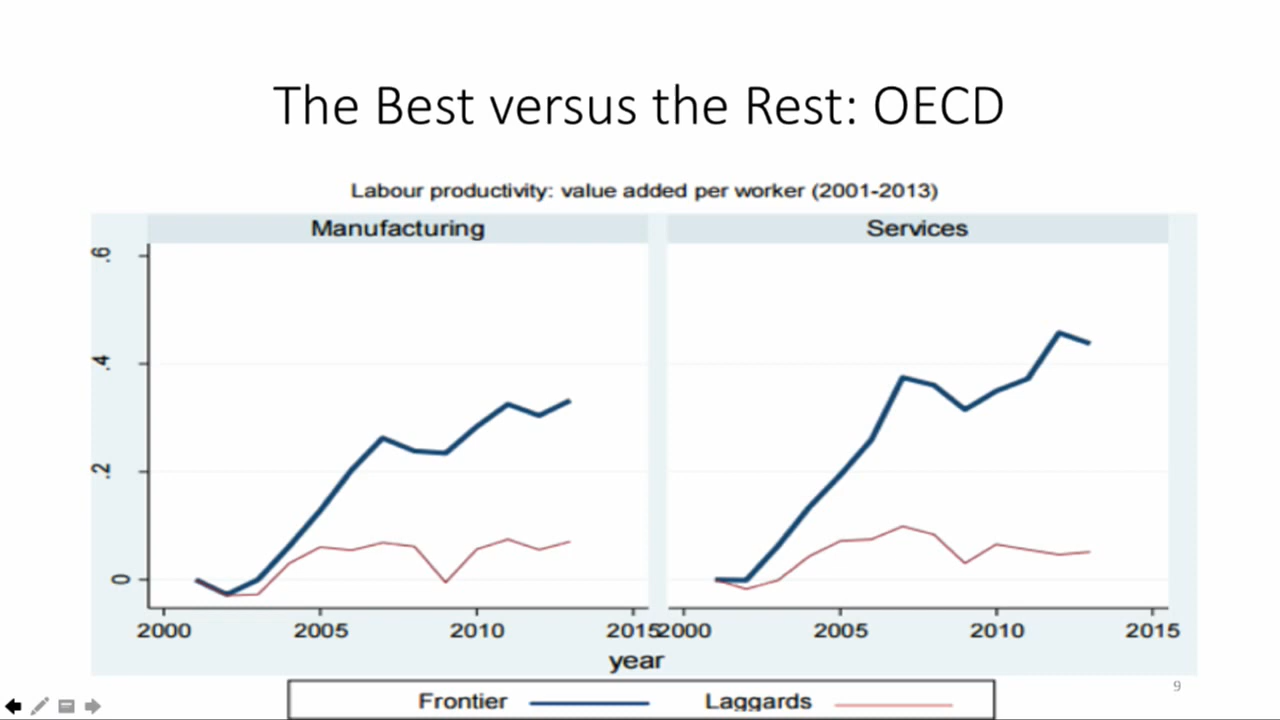 The Best versus the Rest: OECD
Labour productivity: value added per worker (2001-2013)
Manufacturing
Services
.6
.4
.2
0
2000 2005 2010 2015
2000 2005 2010 2015
year
Frontier Laggards
9